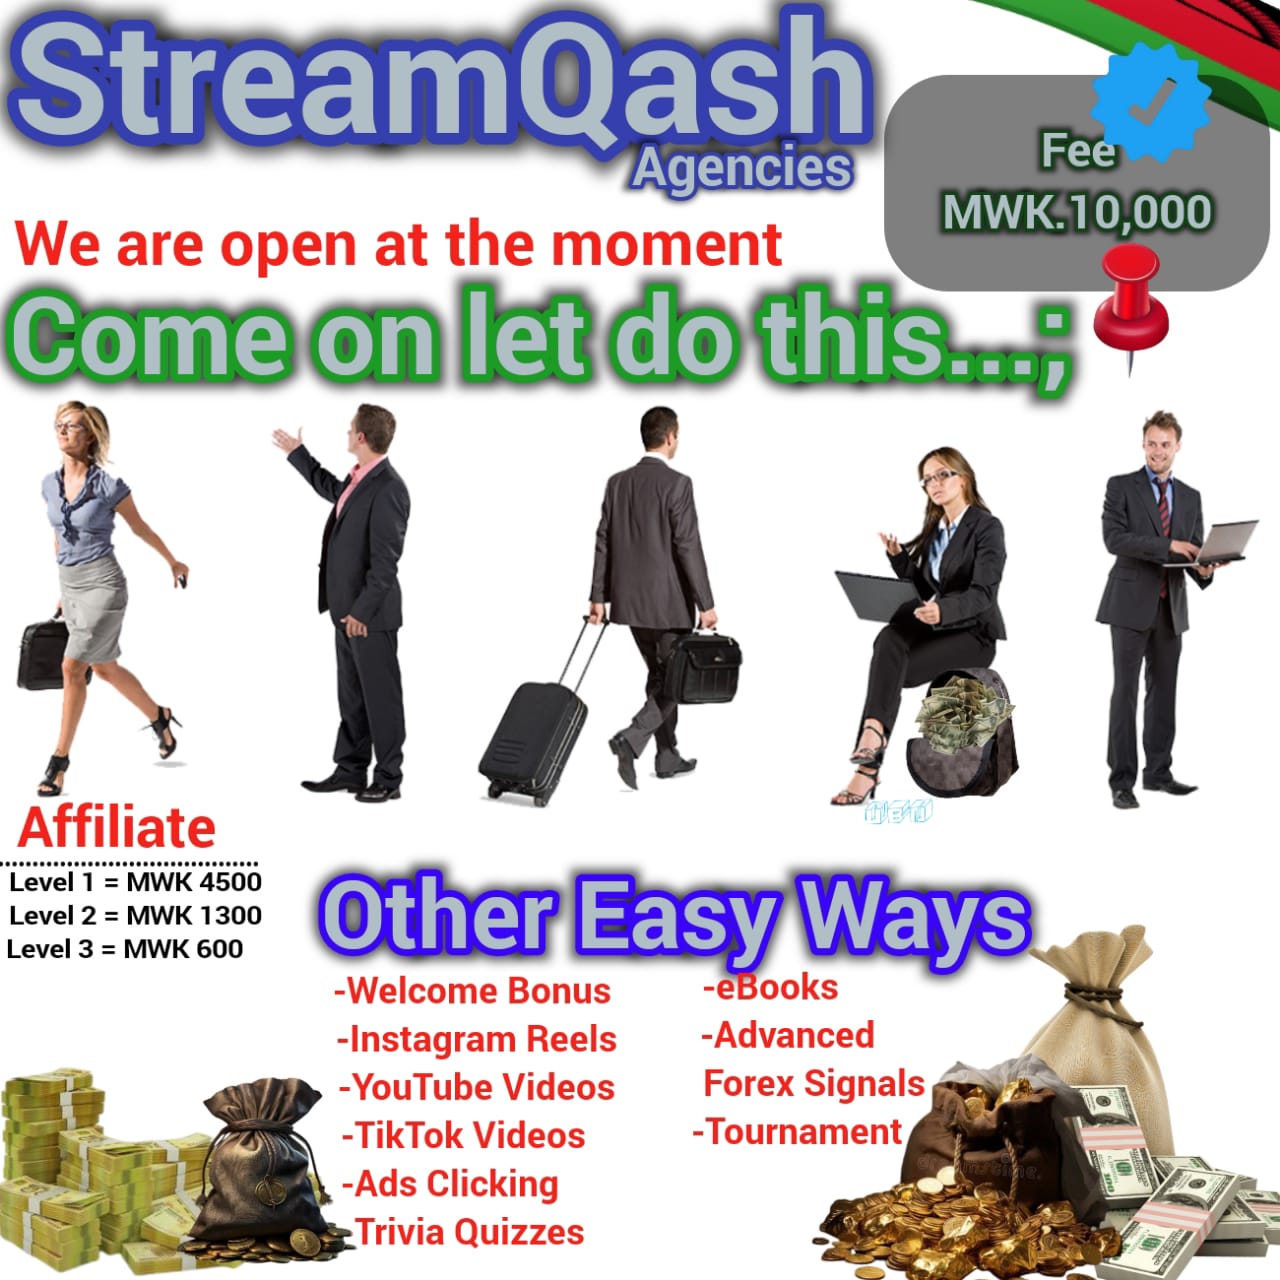 StreamQash
Agencies
Fee
MWK.10,000
We are open at the moment
Come on let do this...;
Affiliate
Level 1 = MWK 4500
Level 2 = MWK 1300
Level 3 = MWK 600
Other Easy Ways
-Welcome Bonus
-Instagram Reels
-YouTube Videos
-TikTok Videos
-Ads Clicking
-Trivia Quizzes
-eBooks
-Advanced
Forex Signals
-Tournament